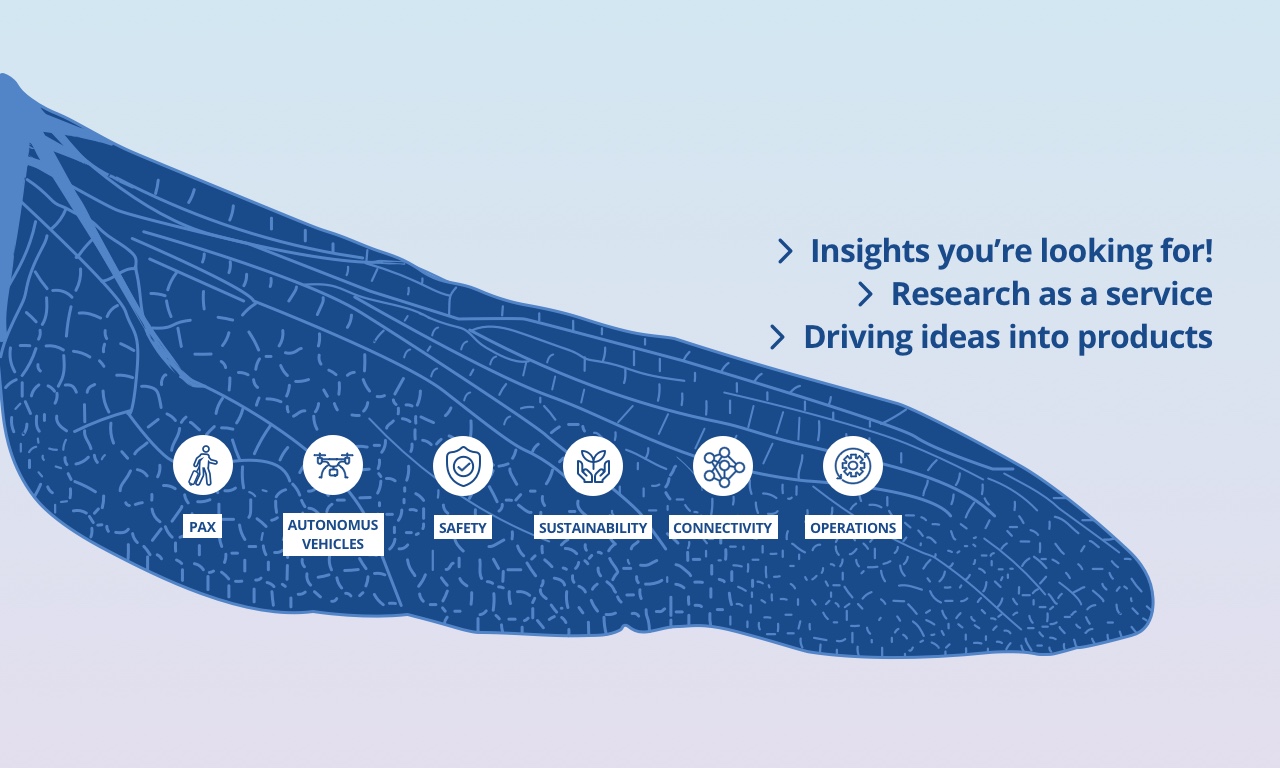 Insights you’re looking for!
Research as a service
Driving ideas into products
PAX
AUTONOMUS
VEHICLES
SAFETY
SUSTAINABILITY
CONNECTIVITY
OPERATIONS